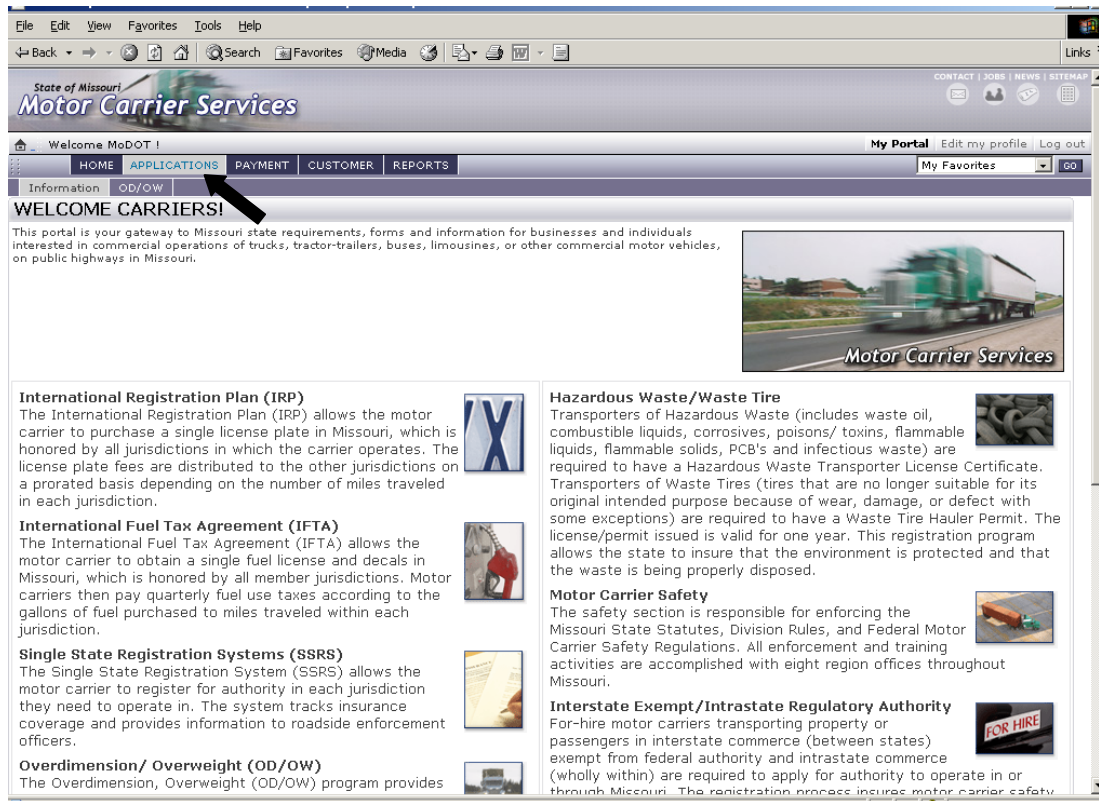 File Edit View Favorites Tools Help
Back Search Favorites Media Links
CONTACT | JOBS | NEWS | SITEMAP
State of Missouri
Motor Carrier Services
Welcome MoDOT ! My Portal Edit my profile Log out
HOME APPLICATIONS PAYMENT CUSTOMER REPORTS My Favorites GO
Information OD/OW
WELCOME CARRIERS!
This portal is your gateway to Missouri state requirements, forms and information for businesses and individuals
interested in commercial operations of trucks, tractor-trailers, buses, limousines, or other commercial motor vehicles,
on public highways in Missouri.
Motor Carrier Services
International Registration Plan (IRP)
The International Registration Plan (IRP) allows the motor
carrier to purchase a single license plate in Missouri, which is
honored by all jurisdictions in which the carrier operates. The
license plate fees are distributed to the other jurisdictions on
a prorated basis depending on the number of miles traveled
in each jurisdiction.
International Fuel Tax Agreement (IFTA)
The International Fuel Tax Agreement (IFTA) allows the
motor carrier to obtain a single fuel license and decals in
Missouri, which is honored by all member jurisdictions. Motor
carriers then pay quarterly fuel use taxes according to the
gallons of fuel purchased to miles traveled within each
jurisdiction.
Single State Registration Systems (SSRS)
The Single State Registration System (SSRS) allows the
motor carrier to register for authority in each jurisdiction
they need to operate in. The system tracks insurance
coverage and provides information to roadside enforcement
officers.
Overdimension/ Overweight (OD/OW)
The Overdimension, Overweight (OD/OW) program provides
Hazardous Waste/Waste Tire
Transporters of Hazardous Waste (includes waste oil,
combustible liquids, corrosives, poisons/ toxins, flammable
liquids, flammable solids, PCB's and infectious waste) are
required to have a Hazardous Waste Transporter License Certificate.
Transporters of Waste Tires (tires that are no longer suitable for its
original intended purpose because of wear, damage, or defect with
some exceptions) are required to have a Waste Tire Hauler Permit. The
license/permit issued is valid for one year. This registration program
allows the state to insure that the environment is protected and that
the waste is being properly disposed.
Motor Carrier Safety
The safety section is responsible for enforcing the
Missouri State Statutes, Division Rules, and Federal Motor
Carrier Safety Regulations. All enforcement and training
activities are accomplished with eight region offices throughout
Missouri.
Interstate Exempt/Intrastate Regulatory Authority
For-hire motor carriers transporting property or
passengers in interstate commerce (between states)
exempt from federal authority and intrastate commerce
(wholly within) are required to apply for authority to operate in or
through Missouri. The registration process insures motor carrier safety
FOR HIRE